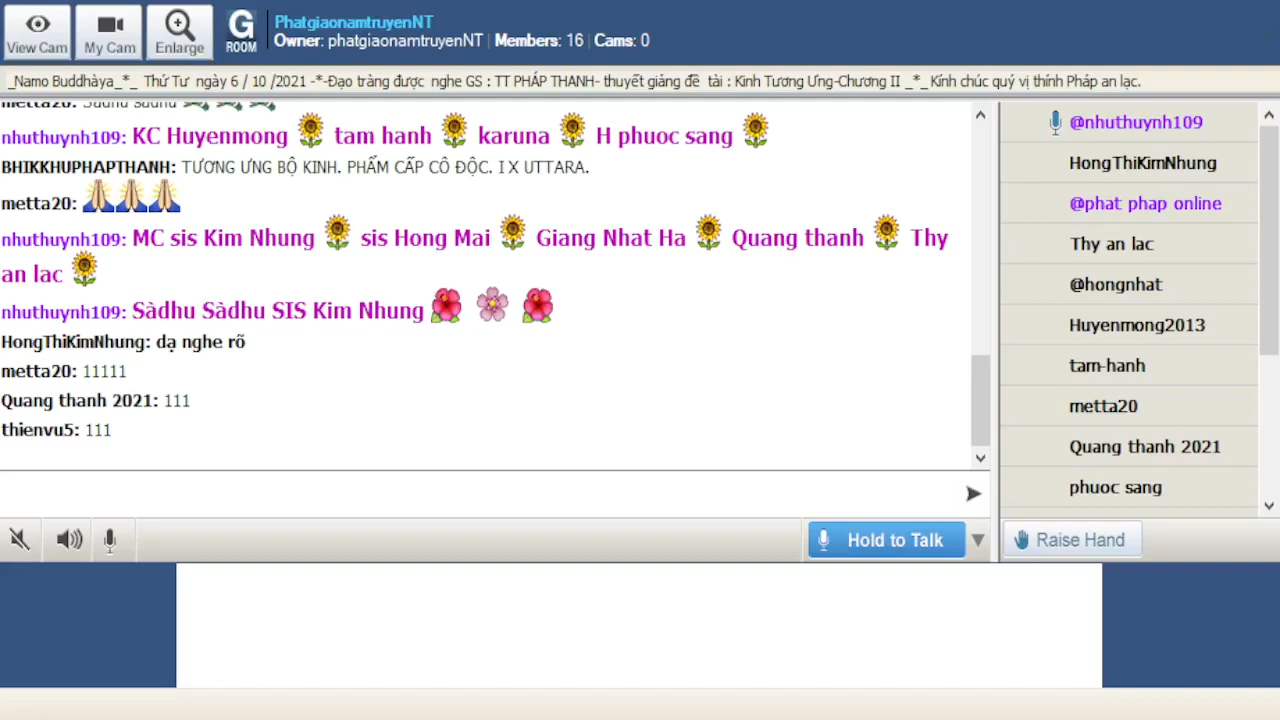 View Cam
My Cam
Enlarge
G
ROOM
PhatgiaonamtruyenNT
Owner: phatgiaonamtruyenNT | Members: 16 | Cams: 0
_Namo Buddhàya_*_ Thứ Tư ngày 6 / 10 /2021 -*-Đạo tràng được nghe GS : TT PHÁP THANH- thuyết giảng đề tài : Kinh Tương Ưng-Chương II _*_Kính chúc quý vị thính Pháp an lạc.
metta20: Sadhu sadhu
nhuthuynh109: KC Huyenmong tam hanh karuna H phuoc sang
BHIKKHUPHAPTHANH: TƯƠNG ƯNG BỘ KINH. PHẨM CẤP CÔ ĐỘC. I X UTTARA.
metta20:
nhuthuynh109: MC sis Kim Nhung sis Hong Mai Giang Nhat Ha Quang thanh Thy
an lac
nhuthuynh109: Sàdhu Sàdhu SIS Kim Nhung
HongThiKimNhung: dạ nghe rõ
metta20: 11111
Quang thanh 2021: 111
thienvu5: 111
@nhuthuynh109
HongThiKimNhung
@phat phap online
Thy an lac
@hongnhat
Huyenmong2013
tam-hanh
metta20
Quang thanh 2021
phuoc sang
Hold to Talk
Raise Hand